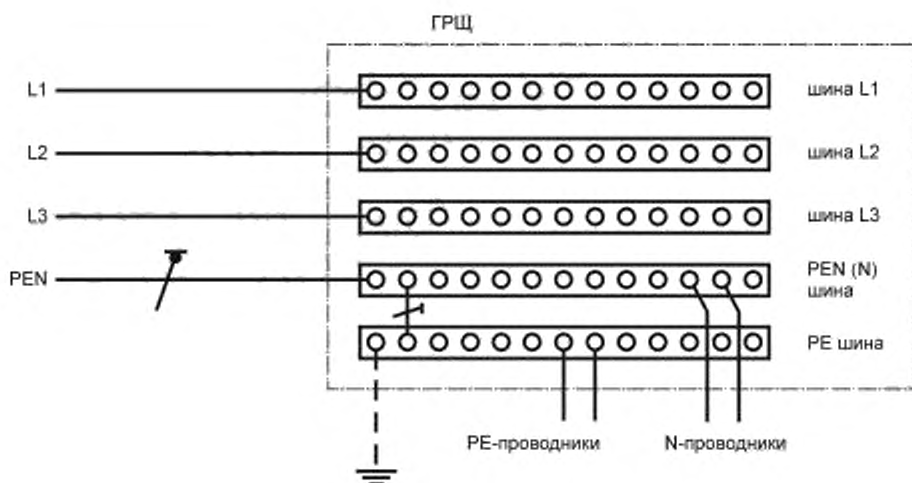 ГРЩ
L1
шина L1
L2
шина L2
L3
шина L3
PEN
PEN (N)
шина
PE шина
PE-проводники
N-проводники